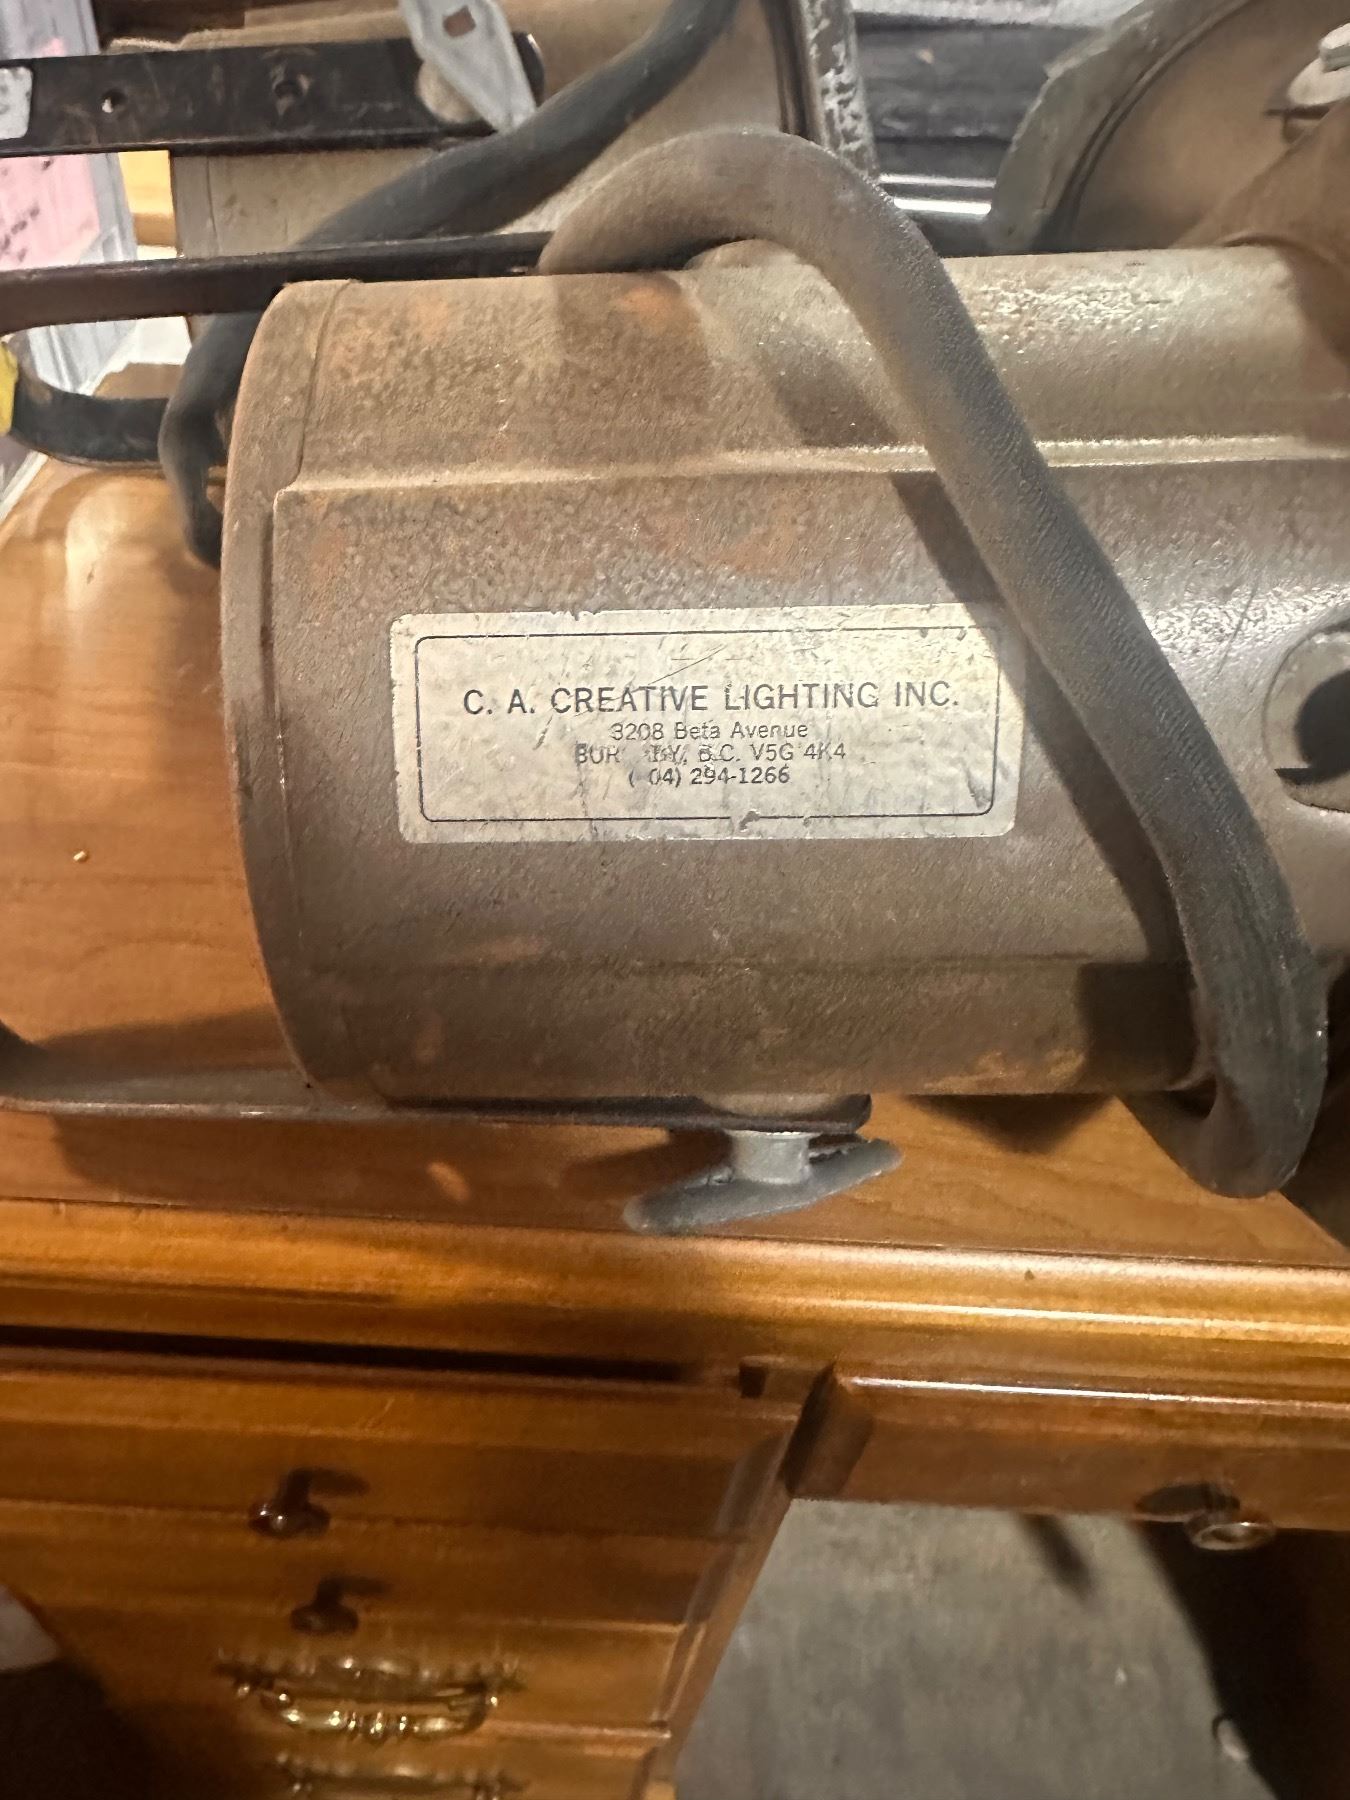 C. A. CREATIVE LIGHTING INC.
3208 Beta Avenue
B.C. V5G 4K4
294-1266